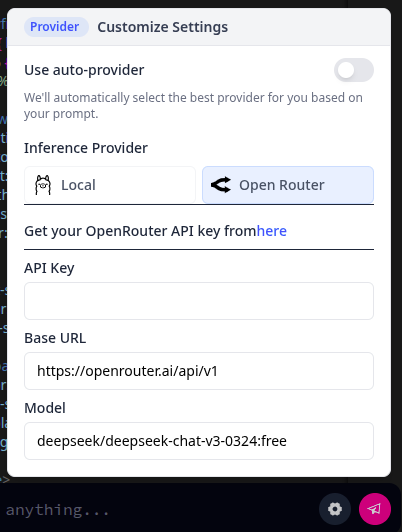 Provider Customize Settings
Use auto-provider
We'll automatically select the best provider for you based on
your prompt.
Inference Provider
Local Open Router
Get your OpenRouter API key fromhere
API Key
Base URL
https://openrouter.ai/api/v1
Model
deepseek/deepseek-chat-v3-0324:free
anything...